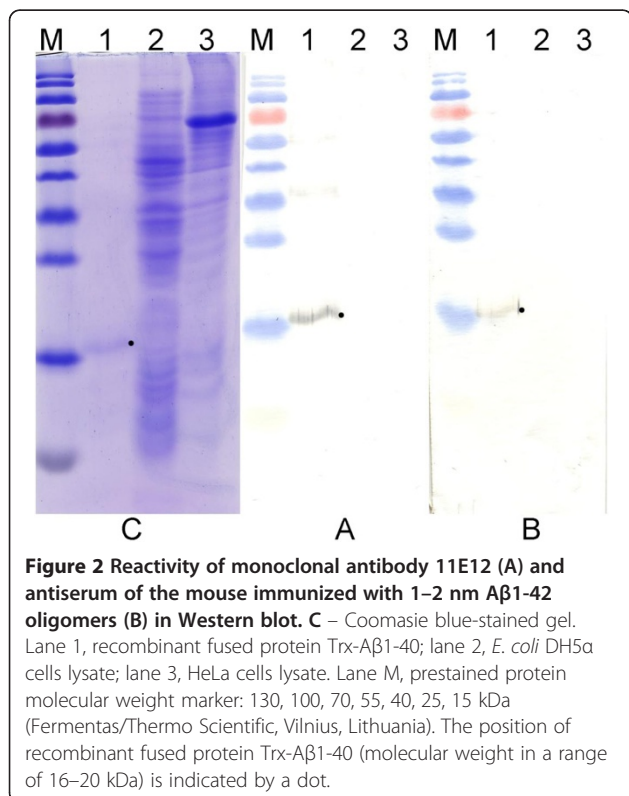 M 1 2 3 M 1 2 3 M 1 2 3
C A B
Figure 2 Reactivity of monoclonal antibody 11E12 (A) and
antiserum of the mouse immunized with 1–2 nm Aβ1-42
oligomers (B) in Western blot. C – Coomasie blue-stained gel.
Lane 1, recombinant fused protein Trx-Aβ1-40; lane 2, E. coli DH5α
cells lysate; lane 3, HeLa cells lysate. Lane M, prestained protein
molecular weight marker: 130, 100, 70, 55, 40, 25, 15 kDa
(Fermentas/Thermo Scientific, Vilnius, Lithuania). The position of
recombinant fused protein Trx-Aβ1-40 (molecular weight in a range
of 16–20 kDa) is indicated by a dot.